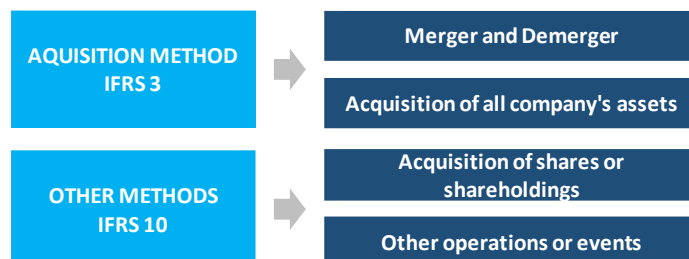 AQUISITION METHOD
IFRS 3
Merger and Demerger
Acquisition of all company's assets
OTHER METHODS
IFRS 10
Acquisition of shares or
shareholdings
Other operations or events